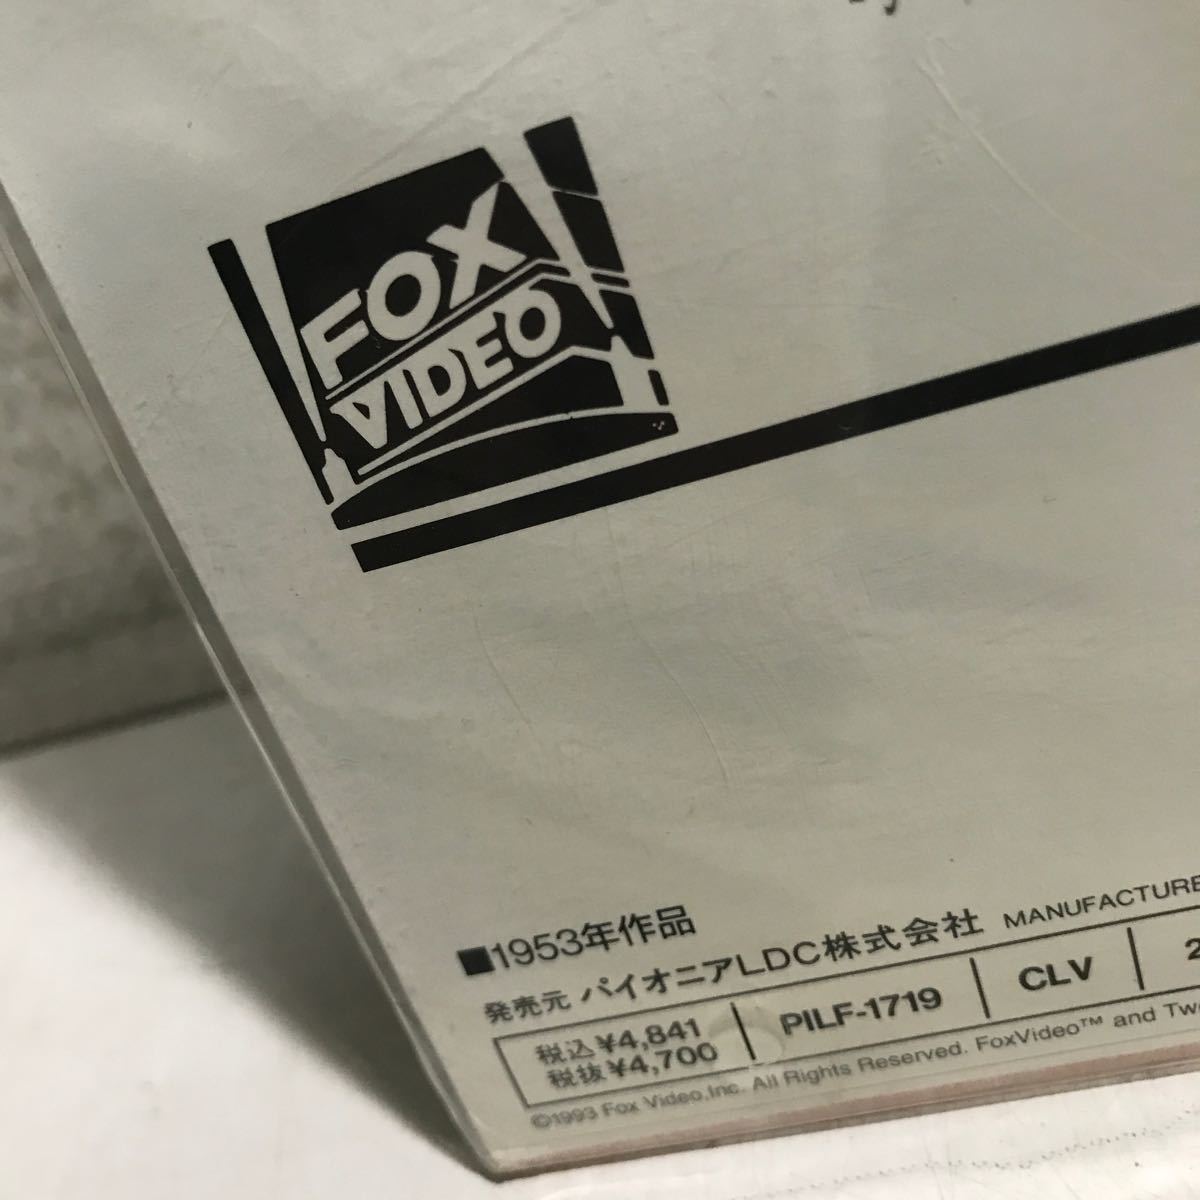 FOX
VIDEO
■1953年作品
発売元 パイオニアLDC株式会社 MANUFACTURE
税込¥4,841
税抜¥4,700
PILF-1719
CLV
2
©1993 Fox Video,Inc. All Rights Reserved. FoxVideo™ and Twe